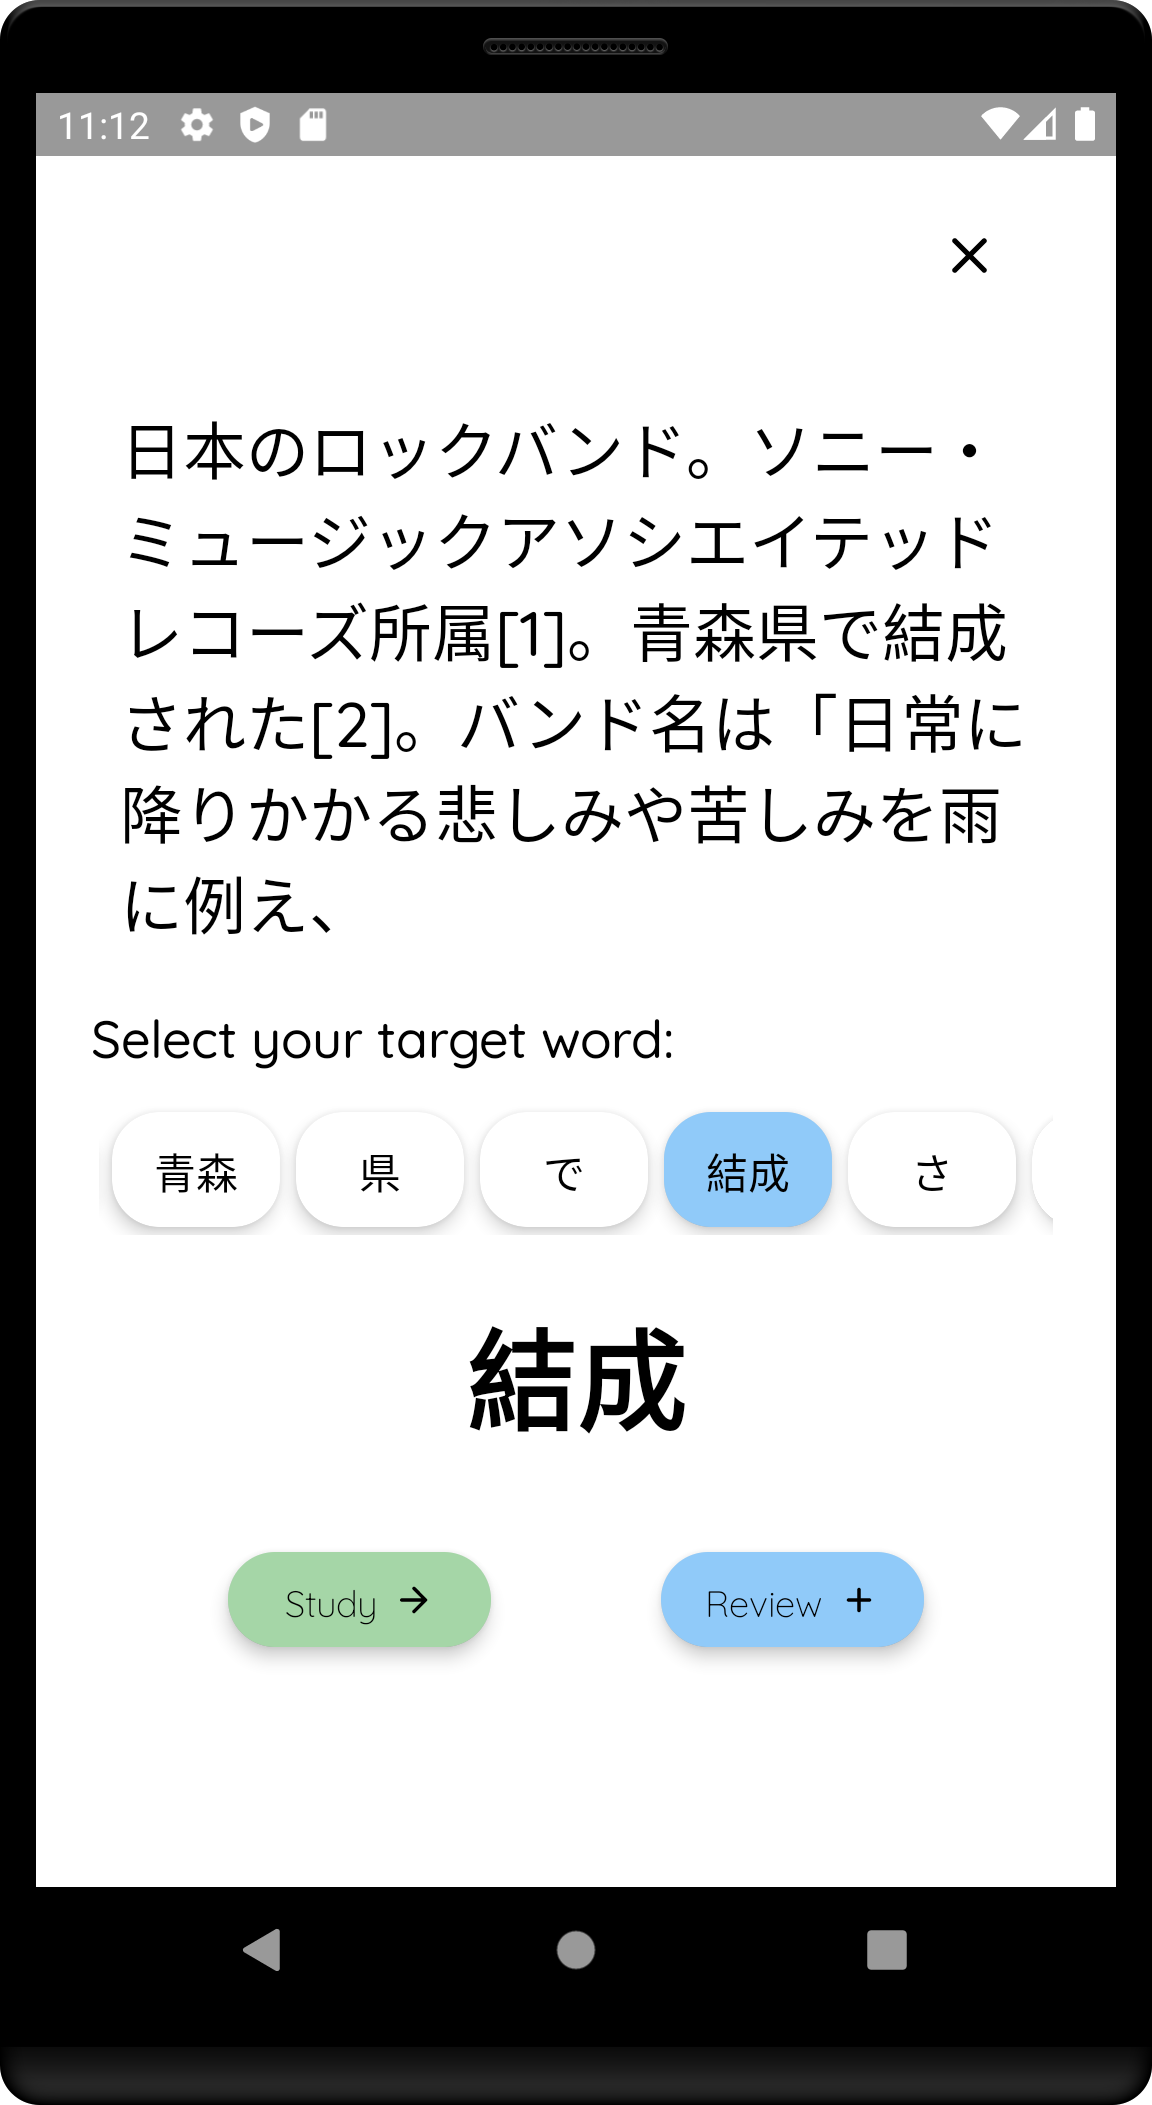 11:12
日本のロックバンド。ソニー・
ミュージックアソシエイテッド
レコーズ所属[1]。青森県で結成
された[2]。バンド名は「日常に
降りかかる悲しみや苦しみを雨
に例え、
Select your target word:
青森 県 で 結成 さ
結成
Study Review